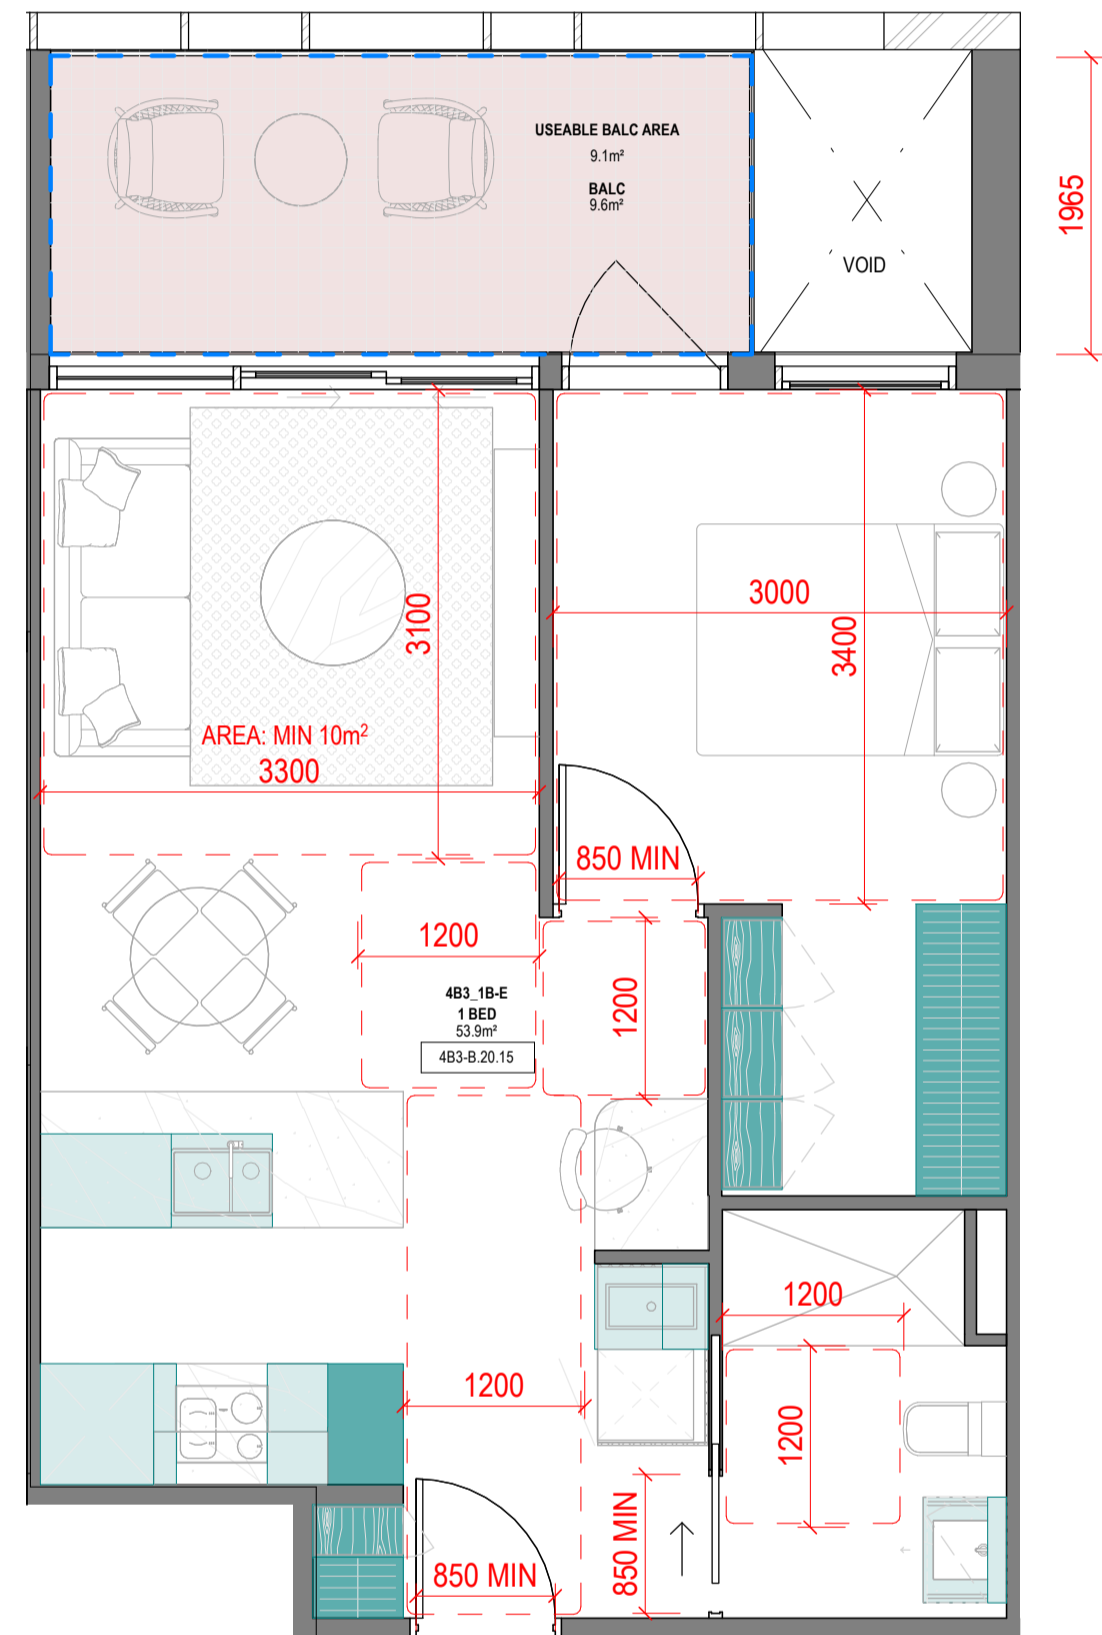 USEABLE BALC AREA
9.1m²
BALC
9.6m²
VOID
1965
3100
3000
3400
AREA: MIN 10m²
3300
850 MIN
1200
1200
4B3_1B-E
1 BED
53.9m²
4B3-B.20.15
1200
1200
1200
850 MIN
850 MIN